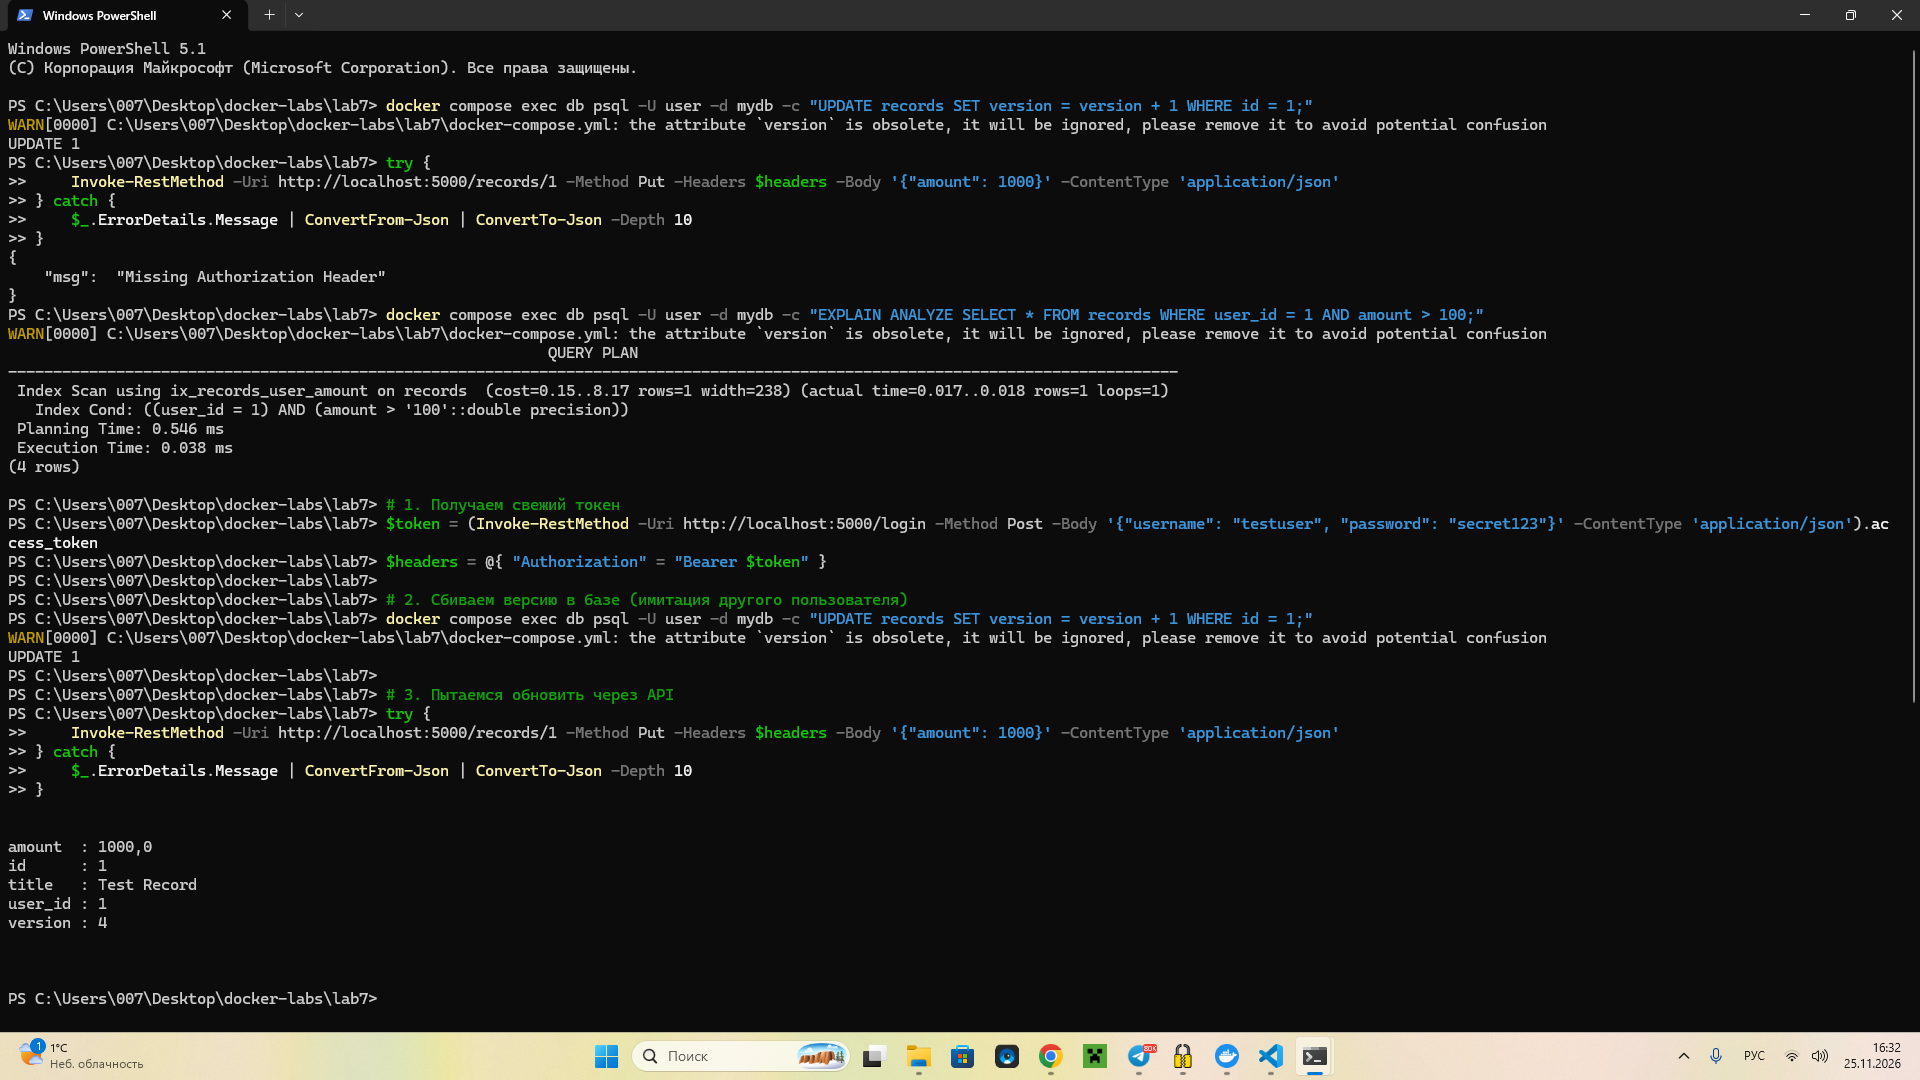 Windows PowerShell
Windows PowerShell 5.1
(C) Корпорация Майкрософт (Microsoft Corporation). Все права защищены.
PS C:\Users\007\Desktop\docker-labs\lab7> docker compose exec db psql -U user -d mydb -c "UPDATE records SET version = version + 1 WHERE id = 1;"
WARN[0000] C:\Users\007\Desktop\docker-labs\lab7\docker-compose.yml: the attribute `version` is obsolete, it will be ignored, please remove it to avoid potential confusion
UPDATE 1
PS C:\Users\007\Desktop\docker-labs\lab7> try {
>>     Invoke-RestMethod -Uri http://localhost:5000/records/1 -Method Put -Headers $headers -Body '{"amount": 1000}' -ContentType 'application/json'
>> } catch {
>>     $_.ErrorDetails.Message | ConvertFrom-Json | ConvertTo-Json -Depth 10
>> }
{
    "msg":  "Missing Authorization Header"
}
PS C:\Users\007\Desktop\docker-labs\lab7> docker compose exec db psql -U user -d mydb -c "EXPLAIN ANALYZE SELECT * FROM records WHERE user_id = 1 AND amount > 100;"
WARN[0000] C:\Users\007\Desktop\docker-labs\lab7\docker-compose.yml: the attribute `version` is obsolete, it will be ignored, please remove it to avoid potential confusion
QUERY PLAN
----------------------------------------------------------------------------------------------------------------------------------
 Index Scan using ix_records_user_amount on records  (cost=0.15..8.17 rows=1 width=238) (actual time=0.017..0.018 rows=1 loops=1)
   Index Cond: ((user_id = 1) AND (amount > '100'::double precision))
 Planning Time: 0.546 ms
 Execution Time: 0.038 ms
(4 rows)
PS C:\Users\007\Desktop\docker-labs\lab7> # 1. Получаем свежий токен
PS C:\Users\007\Desktop\docker-labs\lab7> $token = (Invoke-RestMethod -Uri http://localhost:5000/login -Method Post -Body '{"username": "testuser", "password": "secret123"}' -ContentType 'application/json').ac
cess_token
PS C:\Users\007\Desktop\docker-labs\lab7> $headers = @{ "Authorization" = "Bearer $token" }
PS C:\Users\007\Desktop\docker-labs\lab7>
PS C:\Users\007\Desktop\docker-labs\lab7> # 2. Сбиваем версию в базе (имитация другого пользователя)
PS C:\Users\007\Desktop\docker-labs\lab7> docker compose exec db psql -U user -d mydb -c "UPDATE records SET version = version + 1 WHERE id = 1;"
WARN[0000] C:\Users\007\Desktop\docker-labs\lab7\docker-compose.yml: the attribute `version` is obsolete, it will be ignored, please remove it to avoid potential confusion
UPDATE 1
PS C:\Users\007\Desktop\docker-labs\lab7>
PS C:\Users\007\Desktop\docker-labs\lab7> # 3. Пытаемся обновить через API
PS C:\Users\007\Desktop\docker-labs\lab7> try {
>>     Invoke-RestMethod -Uri http://localhost:5000/records/1 -Method Put -Headers $headers -Body '{"amount": 1000}' -ContentType 'application/json'
>> } catch {
>>     $_.ErrorDetails.Message | ConvertFrom-Json | ConvertTo-Json -Depth 10
>> }
amount  : 1000,0
id      : 1
title   : Test Record
user_id : 1
version : 4
PS C:\Users\007\Desktop\docker-labs\lab7>
1
1°C
Неб. облачность
Поиск
80K
РУС
16:32
25.11.2026